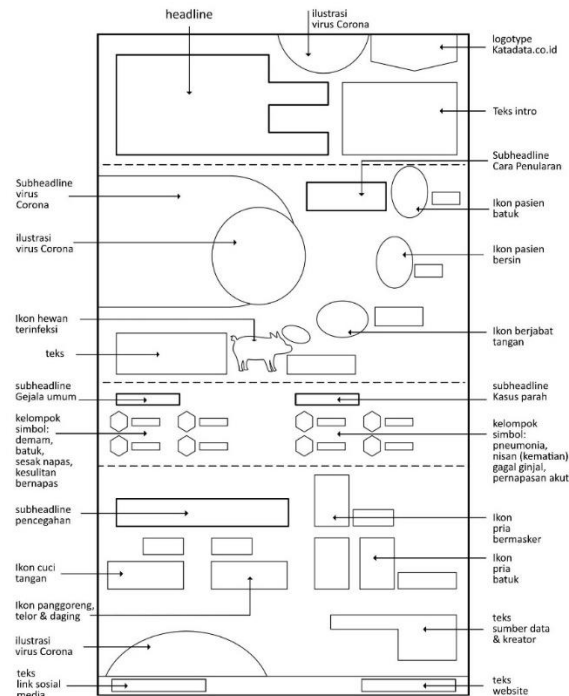 headline
ilustrasi
virus Corona
logotype
Katadata.co.id
Teks intro
Subheadline
Cara Penularan
Subheadline
virus
Corona
Ikon pasien
batuk
ilustrasi
virus Corona
Ikon pasien
bersin
Ikon hewan
terinfeksi
Ikon berjabat
tangan
teks
subheadline
Gejala umum
subheadline
Kasus parah
kelompok
simbol:
demam,
batuk,
sesak napas,
kesulitan
bernapas
kelompok
simbol:
pneumonia,
nisan (kematian)
gagal ginjal,
pernapasan akut
subheadline
pencegahan
Ikon
pria
bermasker
Ikon cuci
tangan
Ikon
pria
batuk
Ikon panggoreng,
telor & daging
teks
sumber data
& kreator
ilustrasi
virus Corona
teks
link sosial
media
teks
website